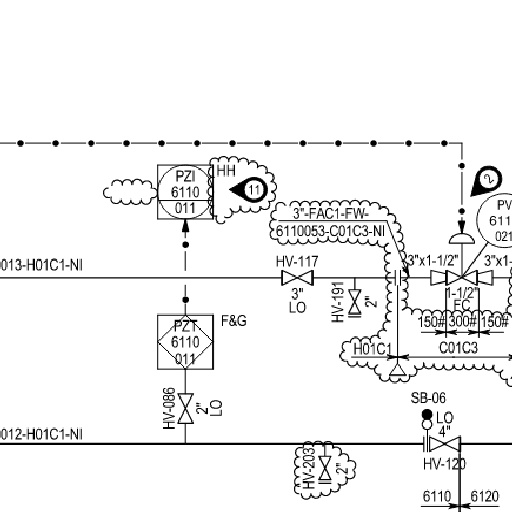 PZI
6110
011
HH
11
2
PV
611
021
3"-FAC1-FW-
6110053-C01C3-NI
0013-H01C1-NI
HV-117
3"
LO
HV-191
2"
3"x1-1/2"
3"x1-
1-1/2"
FC
150#
300#
150#
H01C1
C01C3
PZT
6110
011
F&G
HV-086
2"
LO
SB-06
LO
4"
0012-H01C1-NI
HV-203
2"
HV-120
6110
6120